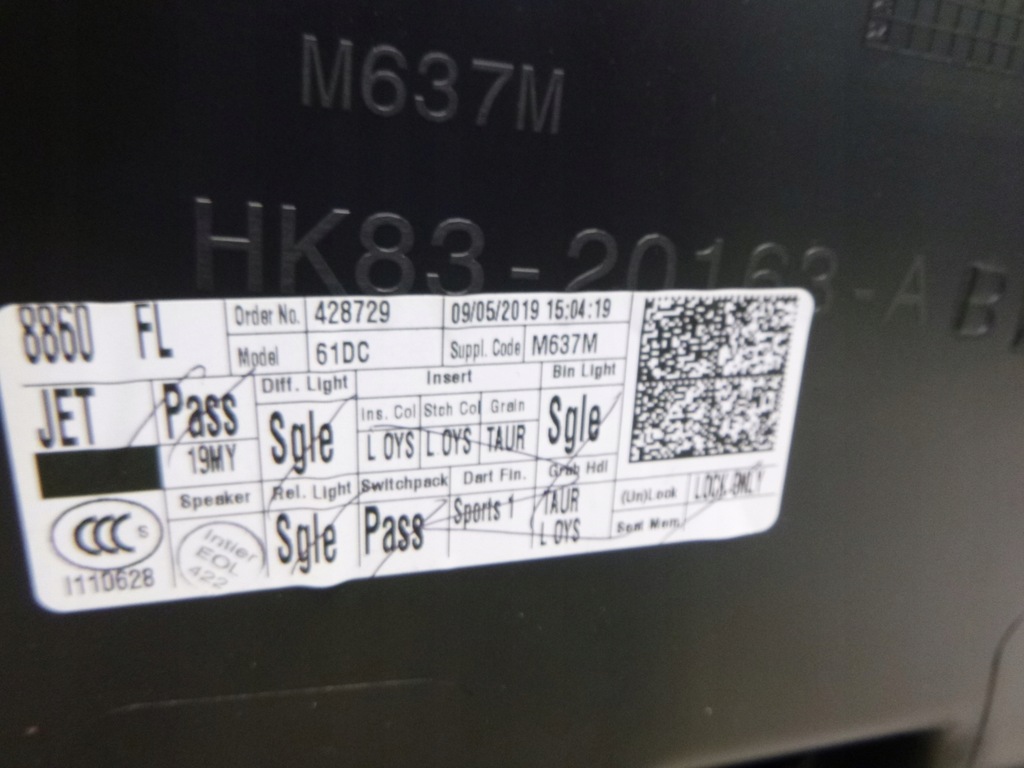 M637M
HK83-20163-A B
8860 FL Order No. 428729 09/05/2019 15:04:19
Model 61DC Suppl. Code M637M
JET Pass Diff. Light Insert Bin Light
Sgle Ins. Col Stch Col Grain Sgle
19MY L OYS L OYS TAUR
Speaker Rel. Light Switchpack Dart Fin. Grab Hdl
Intier EOL 422 Sgle Pass Sports 1 TAUR L OYS
(Un)Lock LOCK-ONLY
Seat Mem.
CCC S
I110628